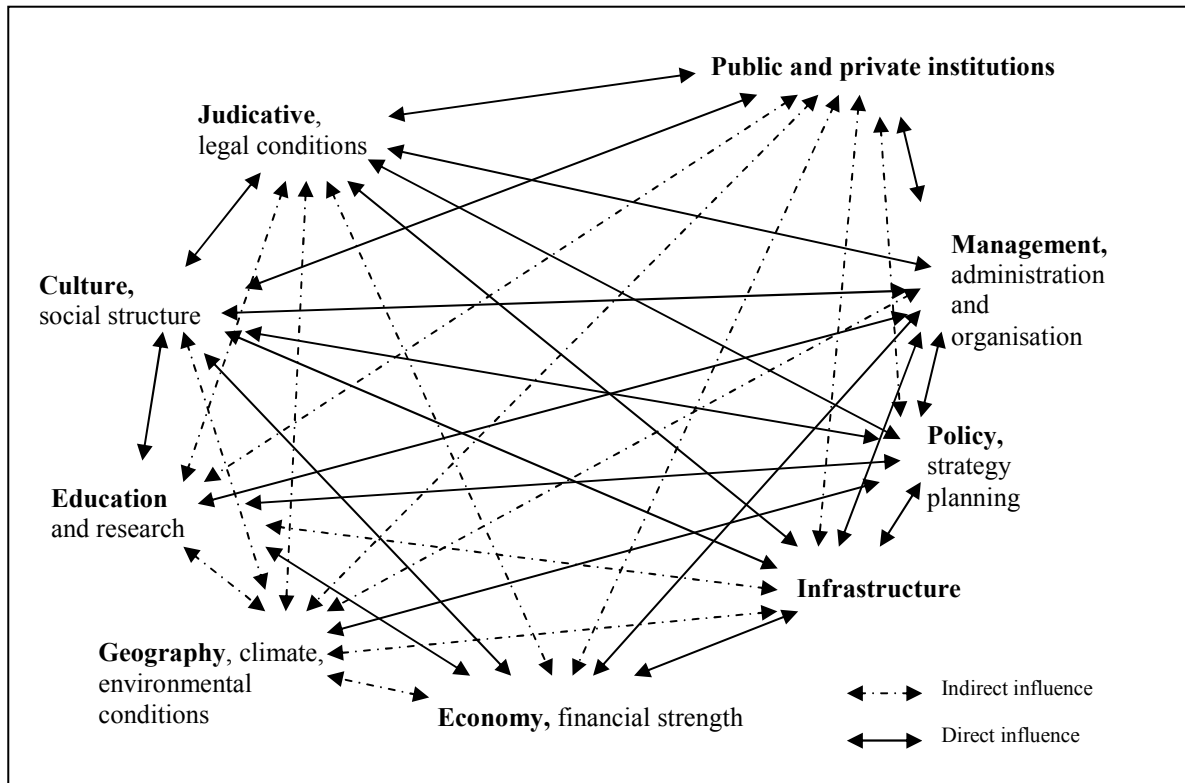 Public and private institutions
Judicative,
legal conditions
Management,
administration
and
organisation
Culture,
social structure
Policy,
strategy
planning
Education
and research
Infrastructure
Geography, climate,
environmental
conditions
Economy, financial strength
Indirect influence
Direct influence